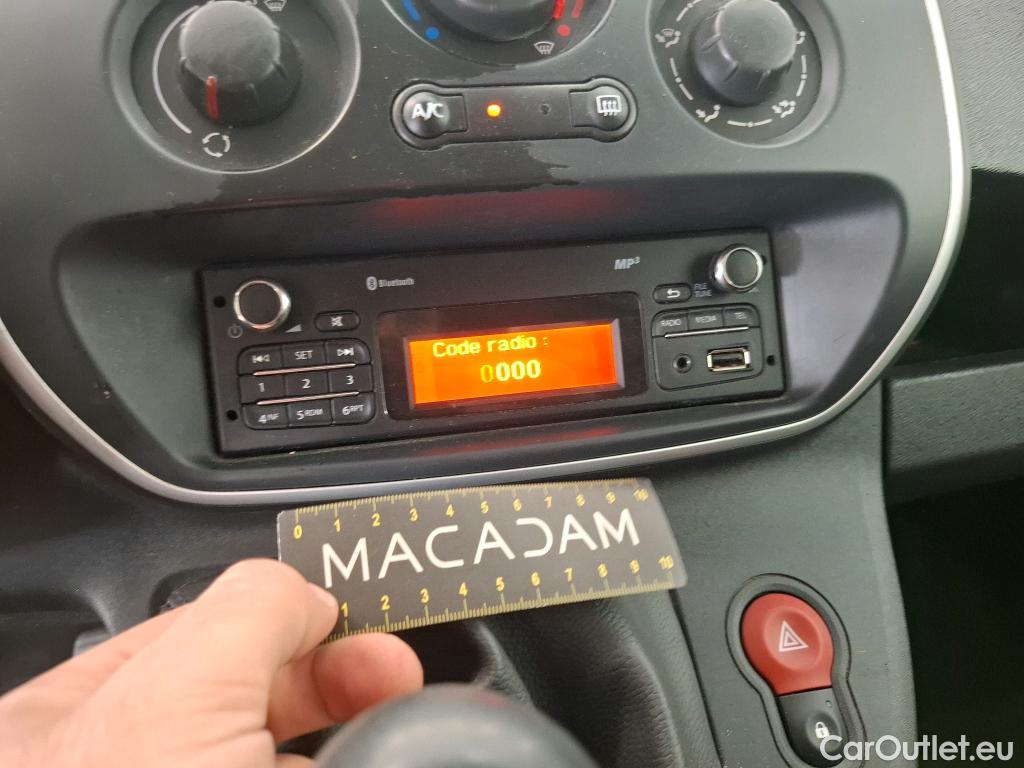 A/C
Bluetooth
MP3
FILE
TUNE
RADIO MEDIA TEL
SET
1 2 3
4INF 5RDM 6RPT
Code radio :
0000
0 1 2 3 4 5 6 7 8 9 10
MACADAM
1 2 3 4 5 6 7 8 9 10
CarOutlet.eu